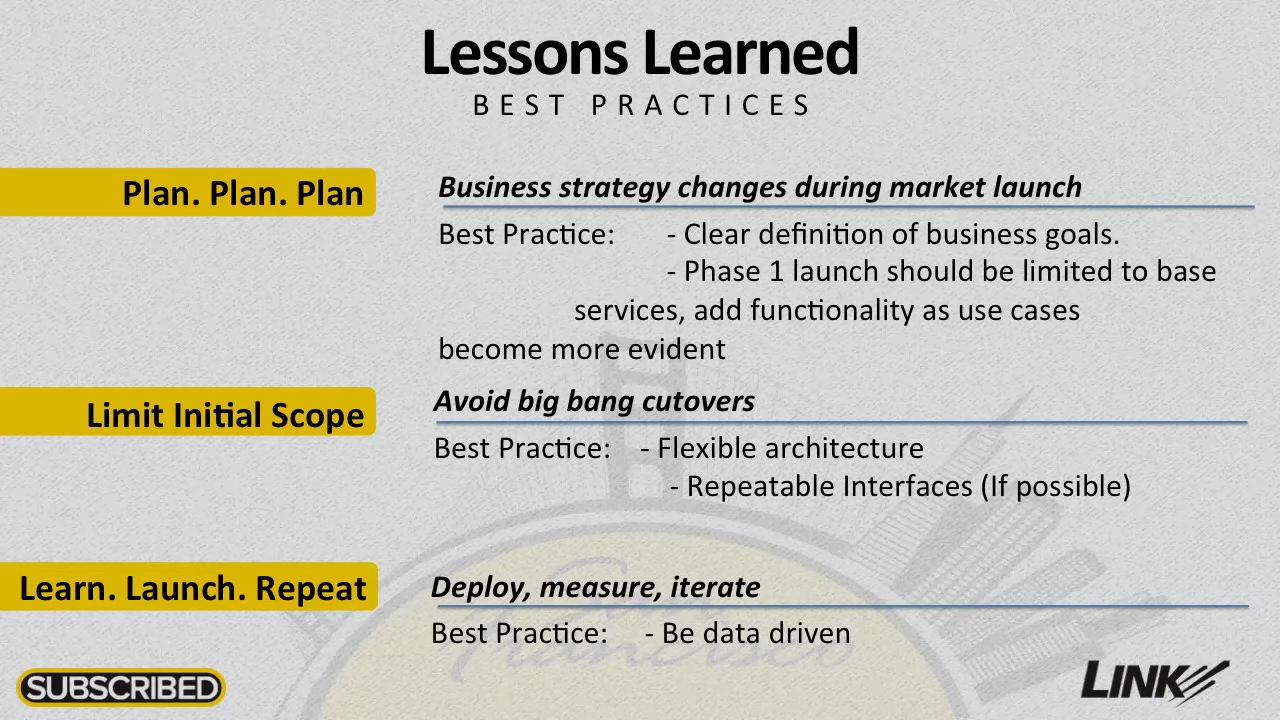 Lessons Learned
BEST PRACTICES
Plan. Plan. Plan
Business strategy changes during market launch
Best Practice: - Clear definition of business goals.
- Phase 1 launch should be limited to base
services, add functionality as use cases
become more evident
Limit Initial Scope
Avoid big bang cutovers
Best Practice: - Flexible architecture
- Repeatable Interfaces (If possible)
Learn. Launch. Repeat
Deploy, measure, iterate
Best Practice: - Be data driven
San
Francisco
SUBSCRIBED
LINK